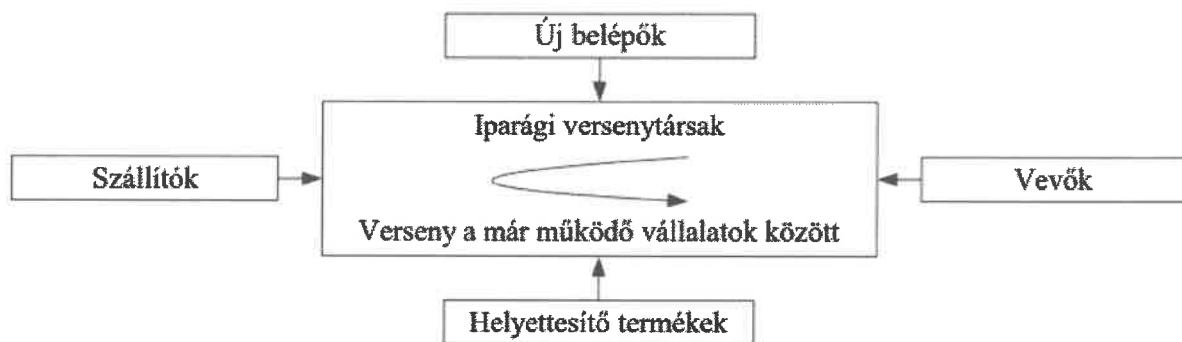 Új belépők
Iparági versenytársak
Szállítók
Vevők
Verseny a már működő vállalatok között
Helyettesítő termékek